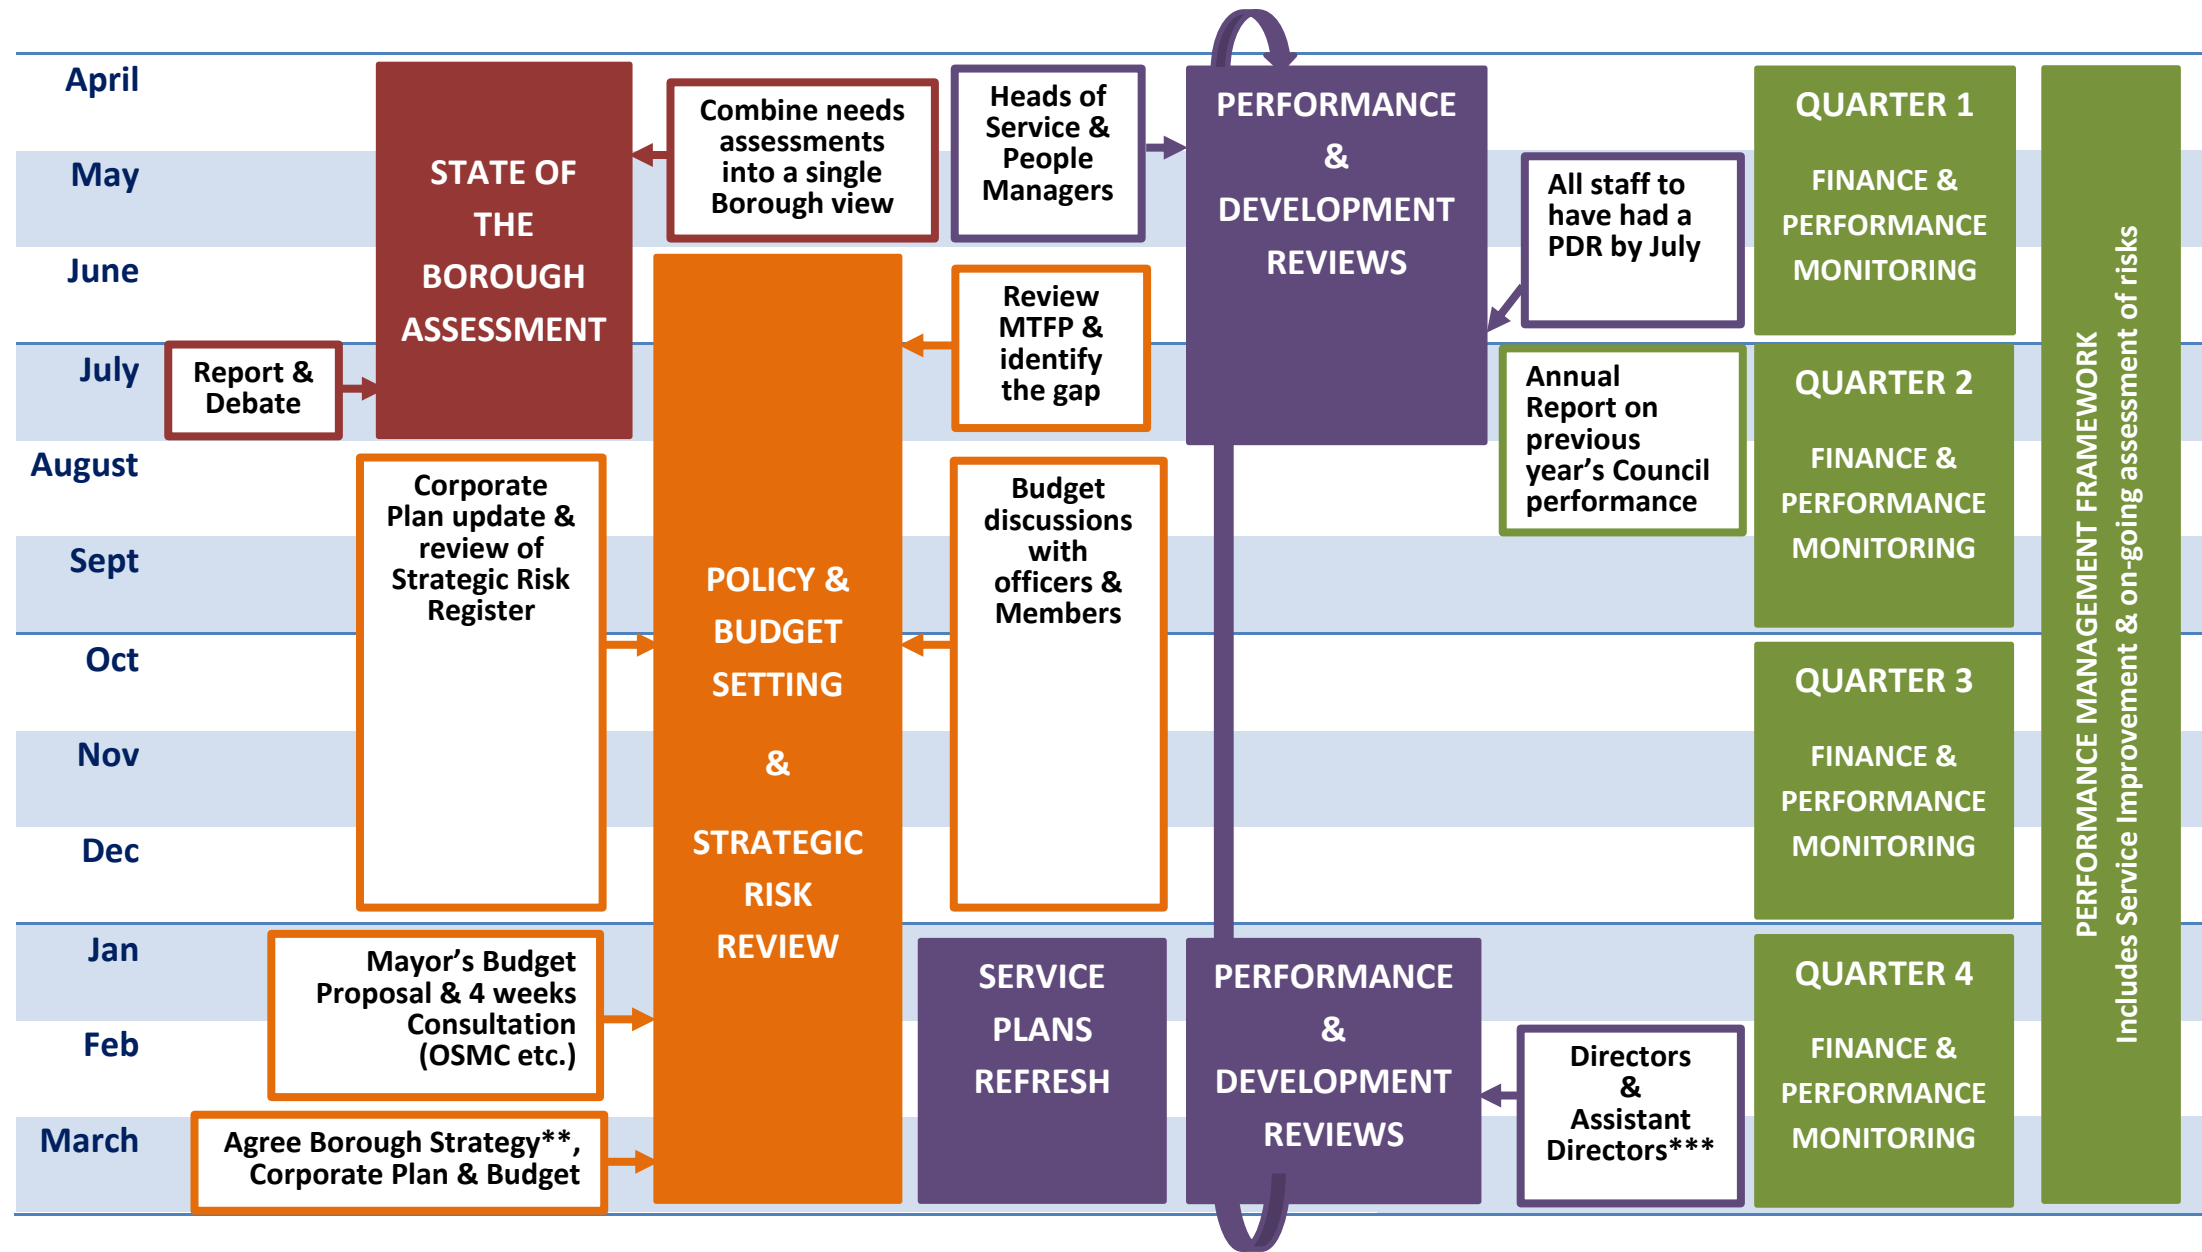 April
May
June
July
August
Sept
Oct
Nov
Dec
Jan
Feb
March
STATE OF
THE
BOROUGH
ASSESSMENT
Combine needs
assessments
into a single
Borough view
Report &
Debate
Corporate
Plan update &
review of
Strategic Risk
Register
Mayor’s Budget
Proposal & 4 weeks
Consultation
(OSMC etc.)
Agree Borough Strategy**,
Corporate Plan & Budget
POLICY &
BUDGET
SETTING
&
STRATEGIC
RISK
REVIEW
Review
MTFP &
identify
the gap
Budget
discussions
with
officers &
Members
Heads of
Service &
People
Managers
PERFORMANCE
&
DEVELOPMENT
REVIEWS
All staff to
have had a
PDR by July
Annual
Report on
previous
year’s Council
performance
SERVICE
PLANS
REFRESH
PERFORMANCE
&
DEVELOPMENT
REVIEWS
Directors
&
Assistant
Directors***
QUARTER 1
FINANCE &
PERFORMANCE
MONITORING
QUARTER 2
FINANCE &
PERFORMANCE
MONITORING
QUARTER 3
FINANCE &
PERFORMANCE
MONITORING
QUARTER 4
FINANCE &
PERFORMANCE
MONITORING
PERFORMANCE MANAGEMENT FRAMEWORK
Includes Service Improvement & on-going assessment of risks